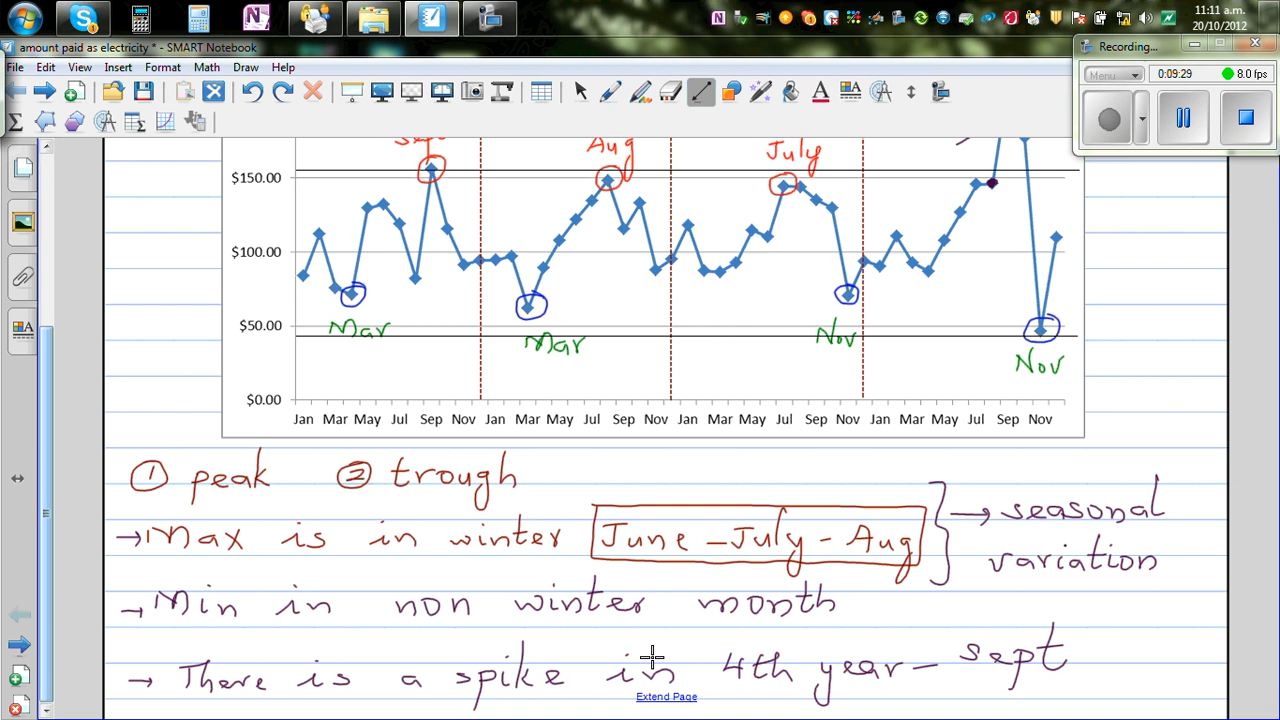 11:11 a.m.
20/10/2012
amount paid as electricity * - SMART Notebook
Recording...
File Edit View Insert Format Math Draw Help
Menu 0:09:29 8.0 fps
Sept Aug July
$150.00
$100.00
$50.00
Mar Mar Nov Nov
$0.00
Jan Mar May Jul Sep Nov Jan Mar May Jul Sep Nov Jan Mar May Jul Sep Nov Jan Mar May Jul Sep Nov
① peak ② trough
→ Max is in winter June - July - Aug → seasonal variation
→ Min in non winter month
→ There is a spike in 4th year - sept
Extend Page